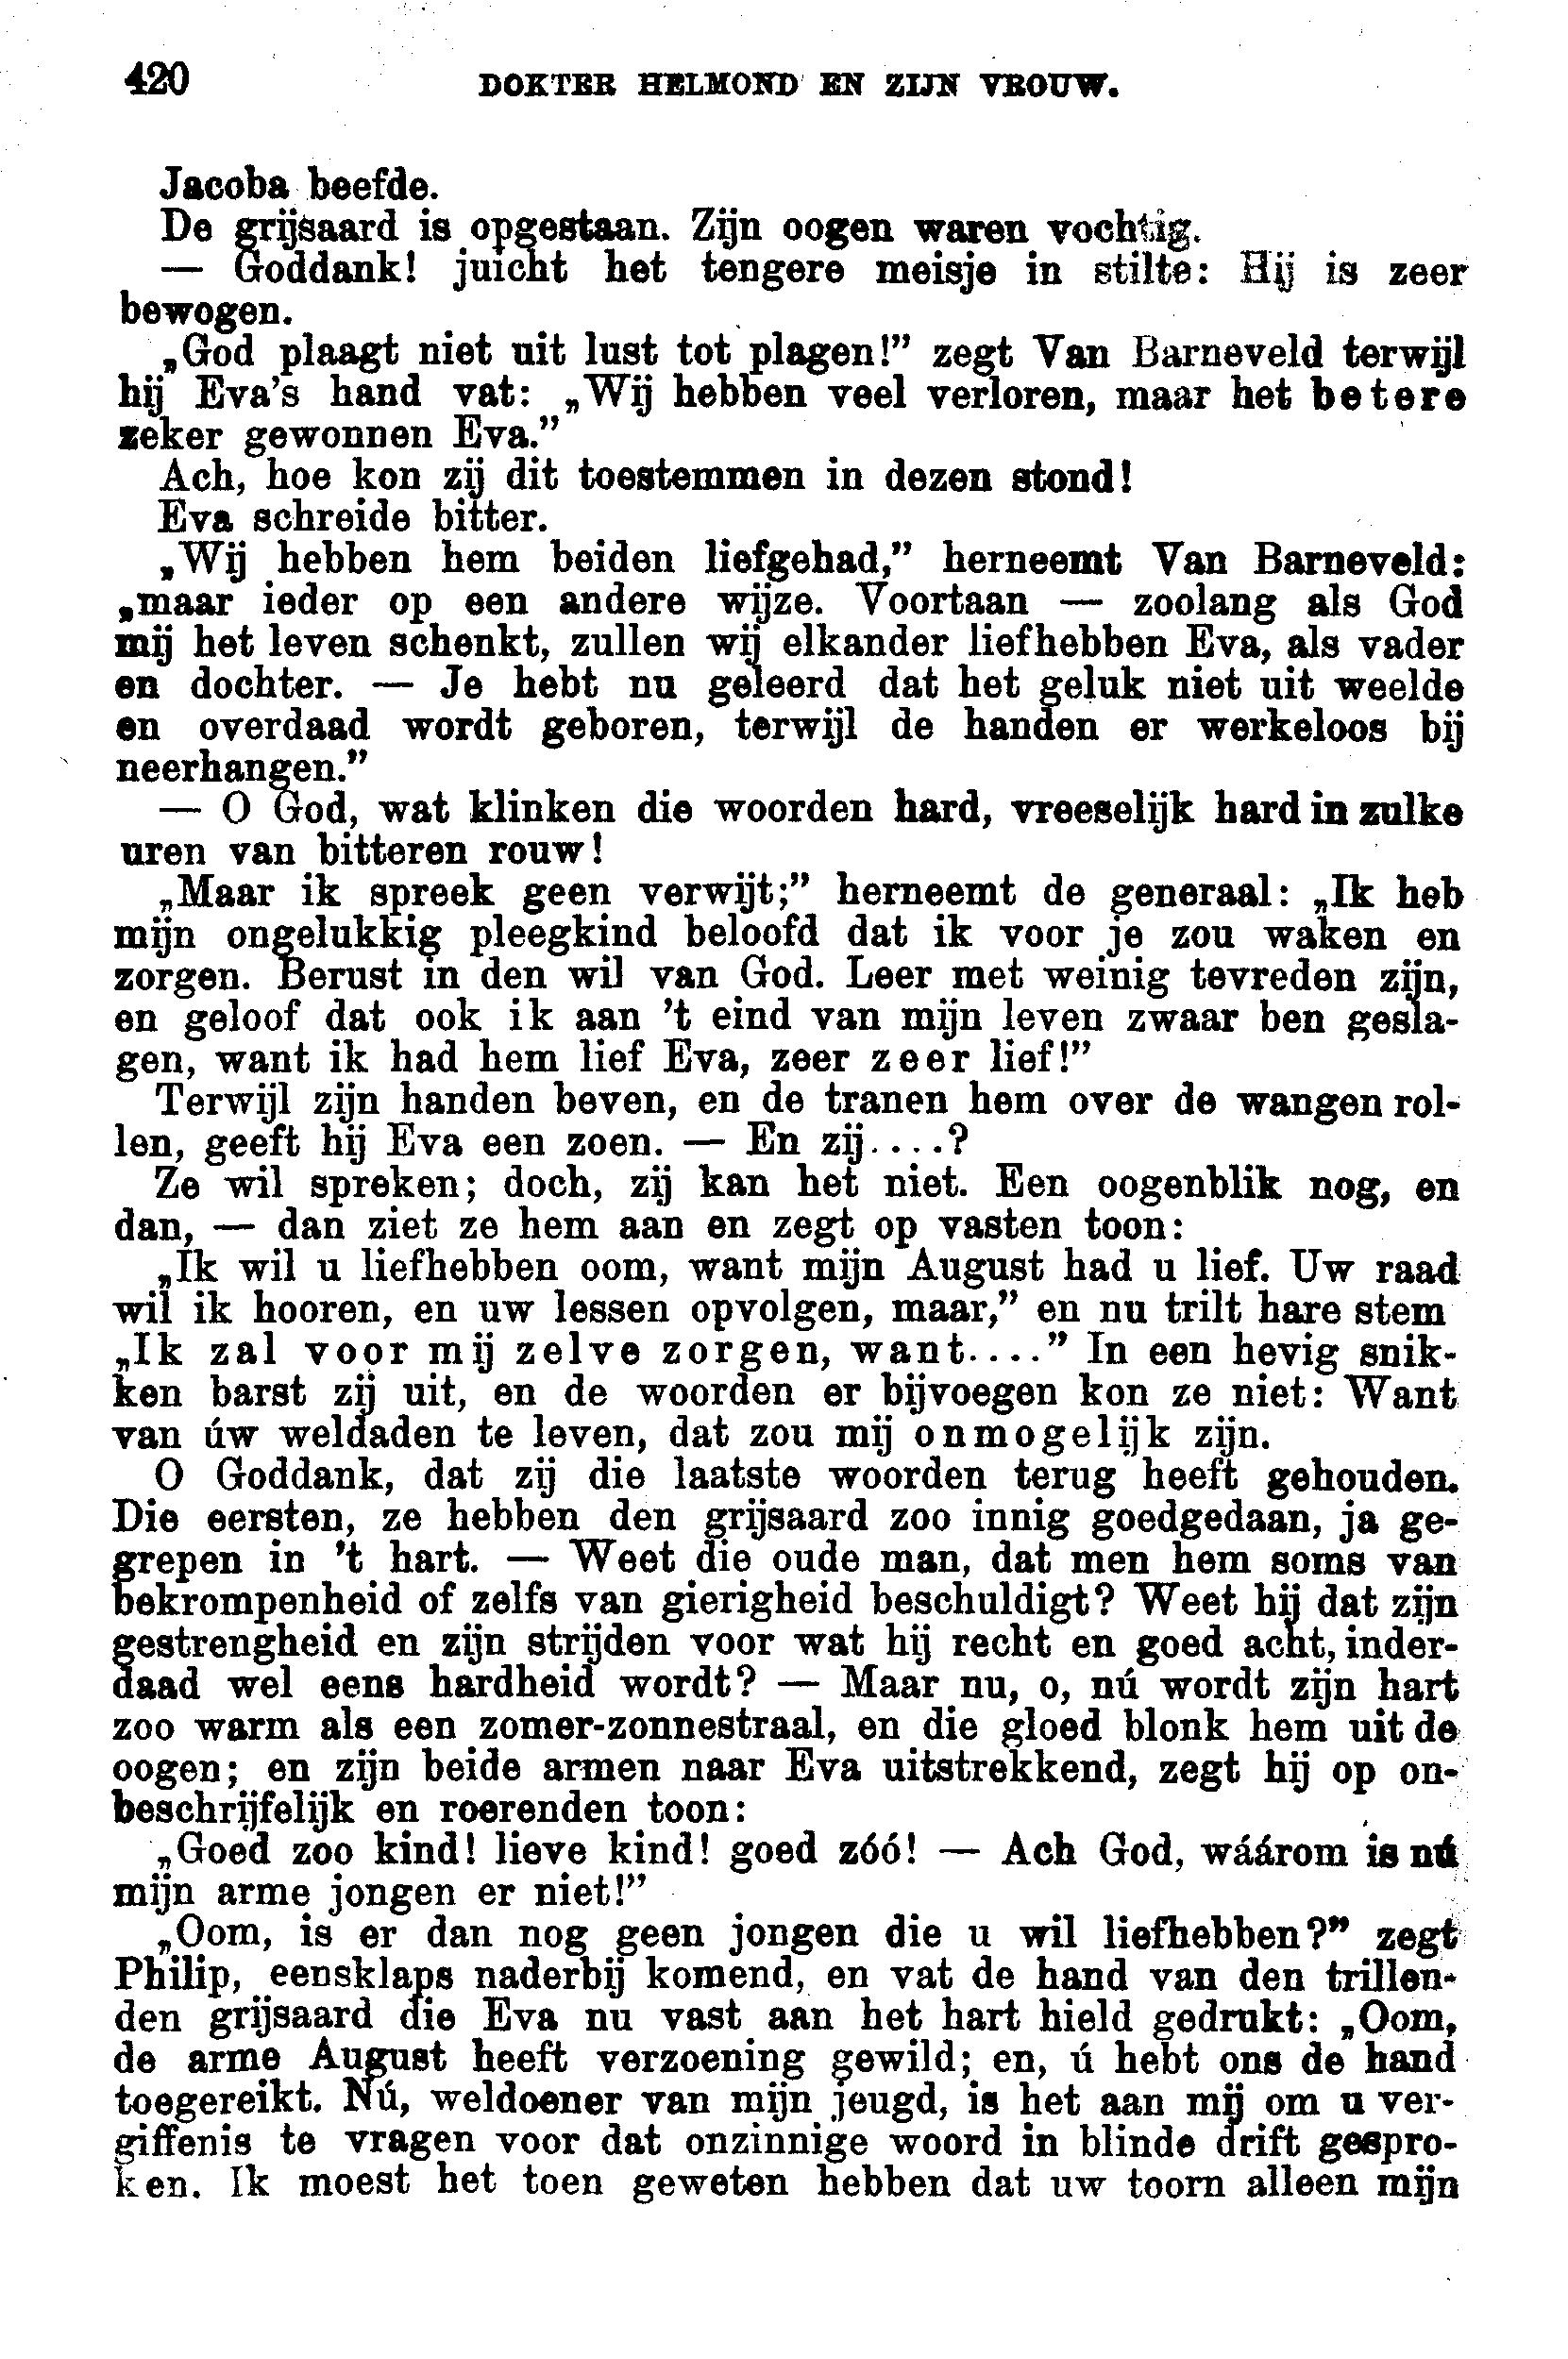 420 DOKTER HELMOND EN ZIJN VROUW.
Jacoba beefde.
De grijsaard is opgestaan. Zijn oogen waren vochtig.
— Goddank! juicht het tengere meisje in stilte: Hij is zeer
bewogen.
„God plaagt niet uit lust tot plagen!” zegt Van Barneveld terwijl
hij Eva's hand vat: „Wij hebben veel verloren, maar het betere
zeker gewonnen Eva.”
Ach, hoe kon zij dit toestemmen in dezen stond!
Eva schreide bitter.
„Wij hebben hem beiden liefgehad,” herneemt Van Barneveld:
„maar ieder op een andere wijze. Voortaan — zoolang als God
mij het leven schenkt, zullen wij elkander liefhebben Eva, als vader
en dochter. — Je hebt nu geleerd dat het geluk niet uit weelde
en overdaad wordt geboren, terwijl de handen er werkeloos bij
neerhangen.”
— O God, wat klinken die woorden hard, vreeselijk hard in zulke
uren van bitteren rouw!
„Maar ik spreek geen verwijt;” herneemt de generaal: „Ik heb
mijn ongelukkig pleegkind beloofd dat ik voor je zou waken en
zorgen. Berust in den wil van God. Leer met weinig tevreden zijn,
en geloof dat ook ik aan 't eind van mijn leven zwaar ben gesla-
gen, want ik had hem lief Eva, zeer zeer lief!”
Terwijl zijn handen beven, en de tranen hem over de wangen rol-
len, geeft hij Eva een zoen. — En zij....?
Ze wil spreken; doch, zij kan het niet. Een oogenblik nog, en
dan, — dan ziet ze hem aan en zegt op vasten toon:
„Ik wil u liefhebben oom, want mijn August had u lief. Uw raad
wil ik hooren, en uw lessen opvolgen, maar,” en nu trilt hare stem
„Ik zal voor mij zelve zorgen, want....” In een hevig snik-
ken barst zij uit, en de woorden er bijvoegen kon ze niet: Want
van úw weldaden te leven, dat zou mij onmogelijk zijn.
O Goddank, dat zij die laatste woorden terug heeft gehouden.
Die eersten, ze hebben den grijsaard zoo innig goedgedaan, ja ge-
grepen in 't hart. — Weet die oude man, dat men hem soms van
bekrompenheid of zelfs van gierigheid beschuldigt? Weet hij dat zijn
gestrengheid en zijn strijden voor wat hij recht en goed acht, inder-
daad wel eens hardheid wordt? — Maar nu, o, nú wordt zijn hart
zoo warm als een zomer-zonnestraal, en die gloed blonk hem uit de
oogen; en zijn beide armen naar Eva uitstrekkend, zegt hij op on-
beschrijfelijk en roerenden toon:
„Goed zoo kind! lieve kind! goed zóó! — Ach God, wáárom is nú
mijn arme jongen er niet!”
„Oom, is er dan nog geen jongen die u wil liefhebben?” zegt
Philip, eensklaps naderbij komend, en vat de hand van den trillen-
den grijsaard die Eva nu vast aan het hart hield gedrukt: „Oom,
de arme August heeft verzoening gewild; en, ú hebt ons de hand
toegereikt. Nú, weldoener van mijn jeugd, is het aan mij om u ver-
giffenis te vragen voor dat onzinnige woord in blinde drift gespro-
ken. Ik moest het toen geweten hebben dat uw toorn alleen mijn